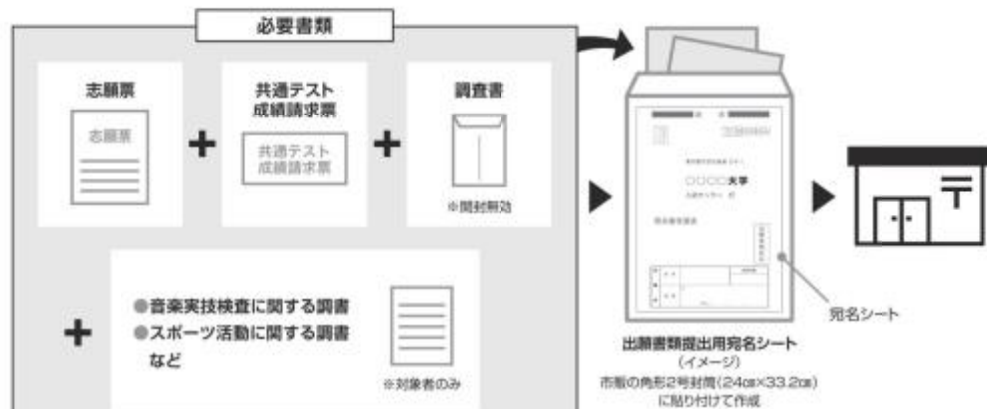 必要書類
志願票
志願票
共通テスト
成績請求票
共通テスト
成績請求票
調査書
※開封無効
●音楽実技検査に関する調書
●スポーツ活動に関する調書
など
※対象者のみ
〇〇〇〇大学
宛名シート
出願書類提出用宛名シート
(イメージ)
市販の角形2号封筒(24㎝×33.2㎝)
に貼り付けて作成